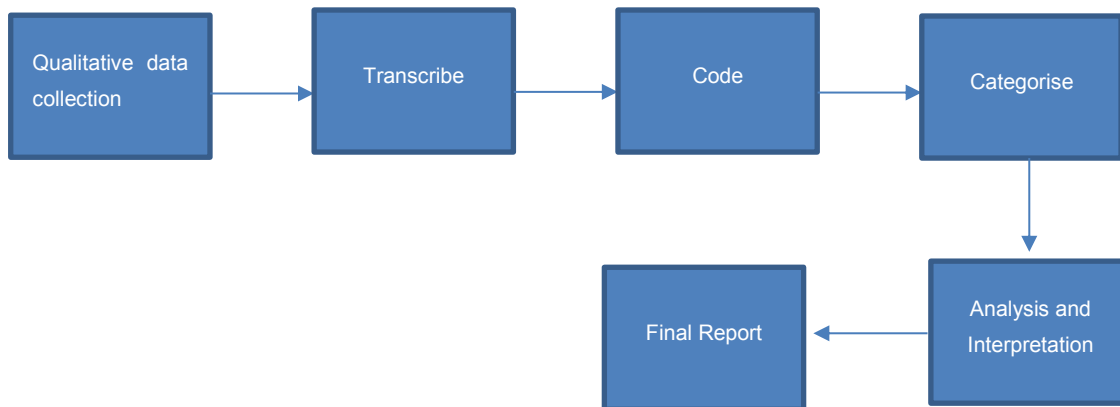 Qualitative data
collection
Transcribe
Code
Categorise
Analysis and
Interpretation
Final Report